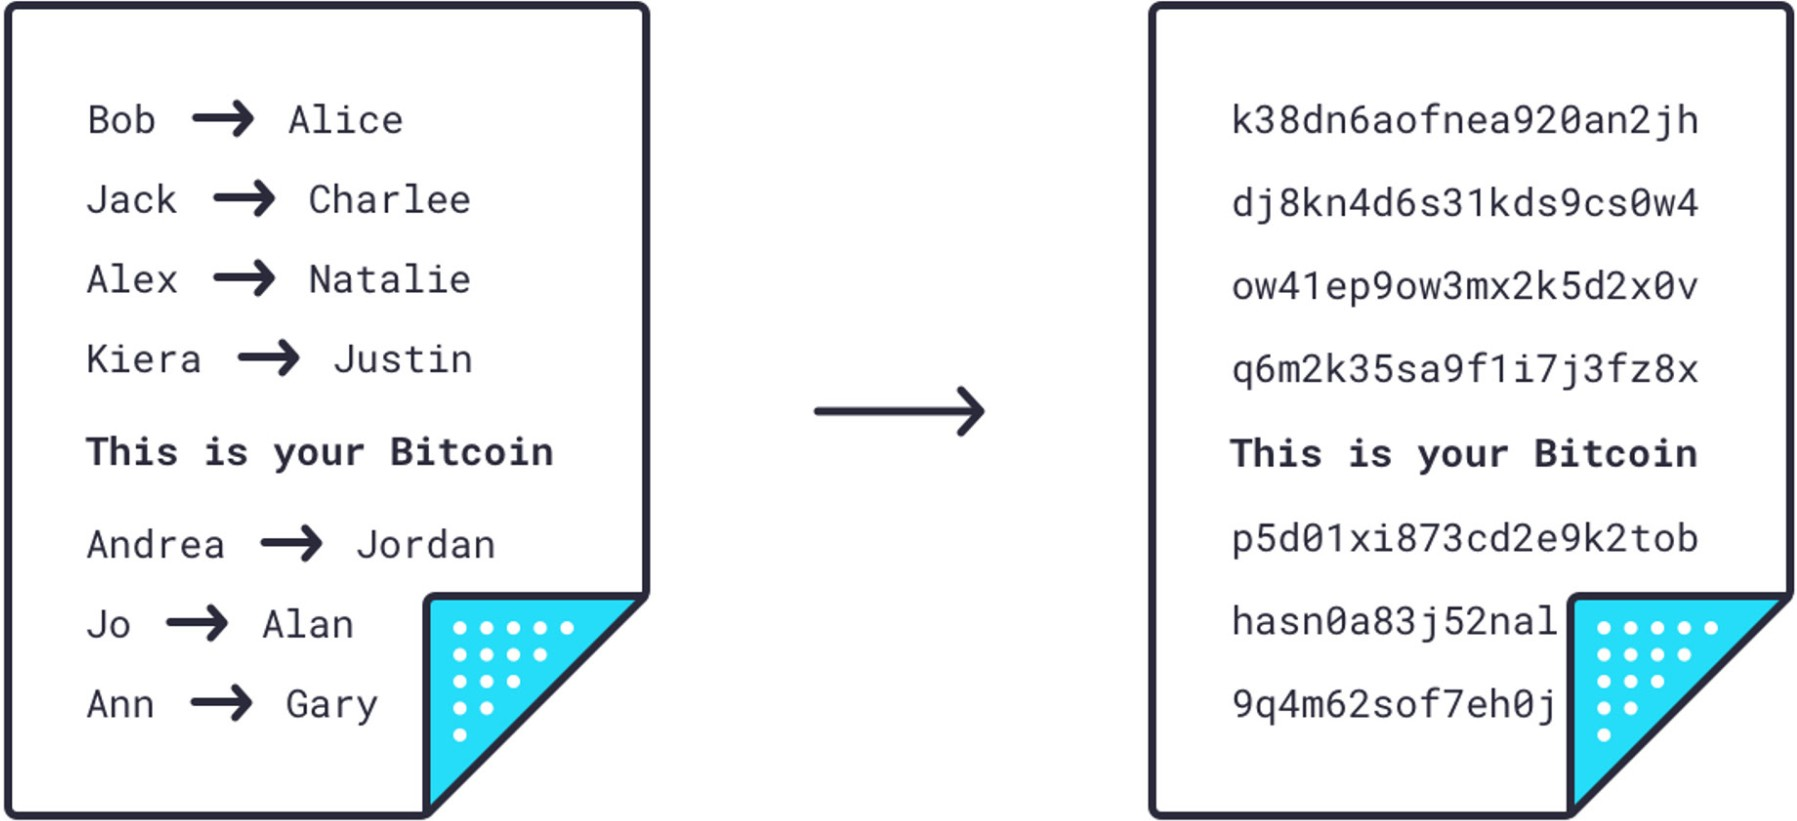 Bob → Alice
Jack → Charlee
Alex → Natalie
Kiera → Justin
This is your Bitcoin
Andrea → Jordan
Jo → Alan
Ann → Gary
k38dn6aofnea920an2jh
dj8kn4d6s31kds9cs0w4
ow41ep9ow3mx2k5d2x0v
q6m2k35sa9f1i7j3fz8x
This is your Bitcoin
p5d01xi873cd2e9k2tob
hasn0a83j52nal
9q4m62sof7eh0j